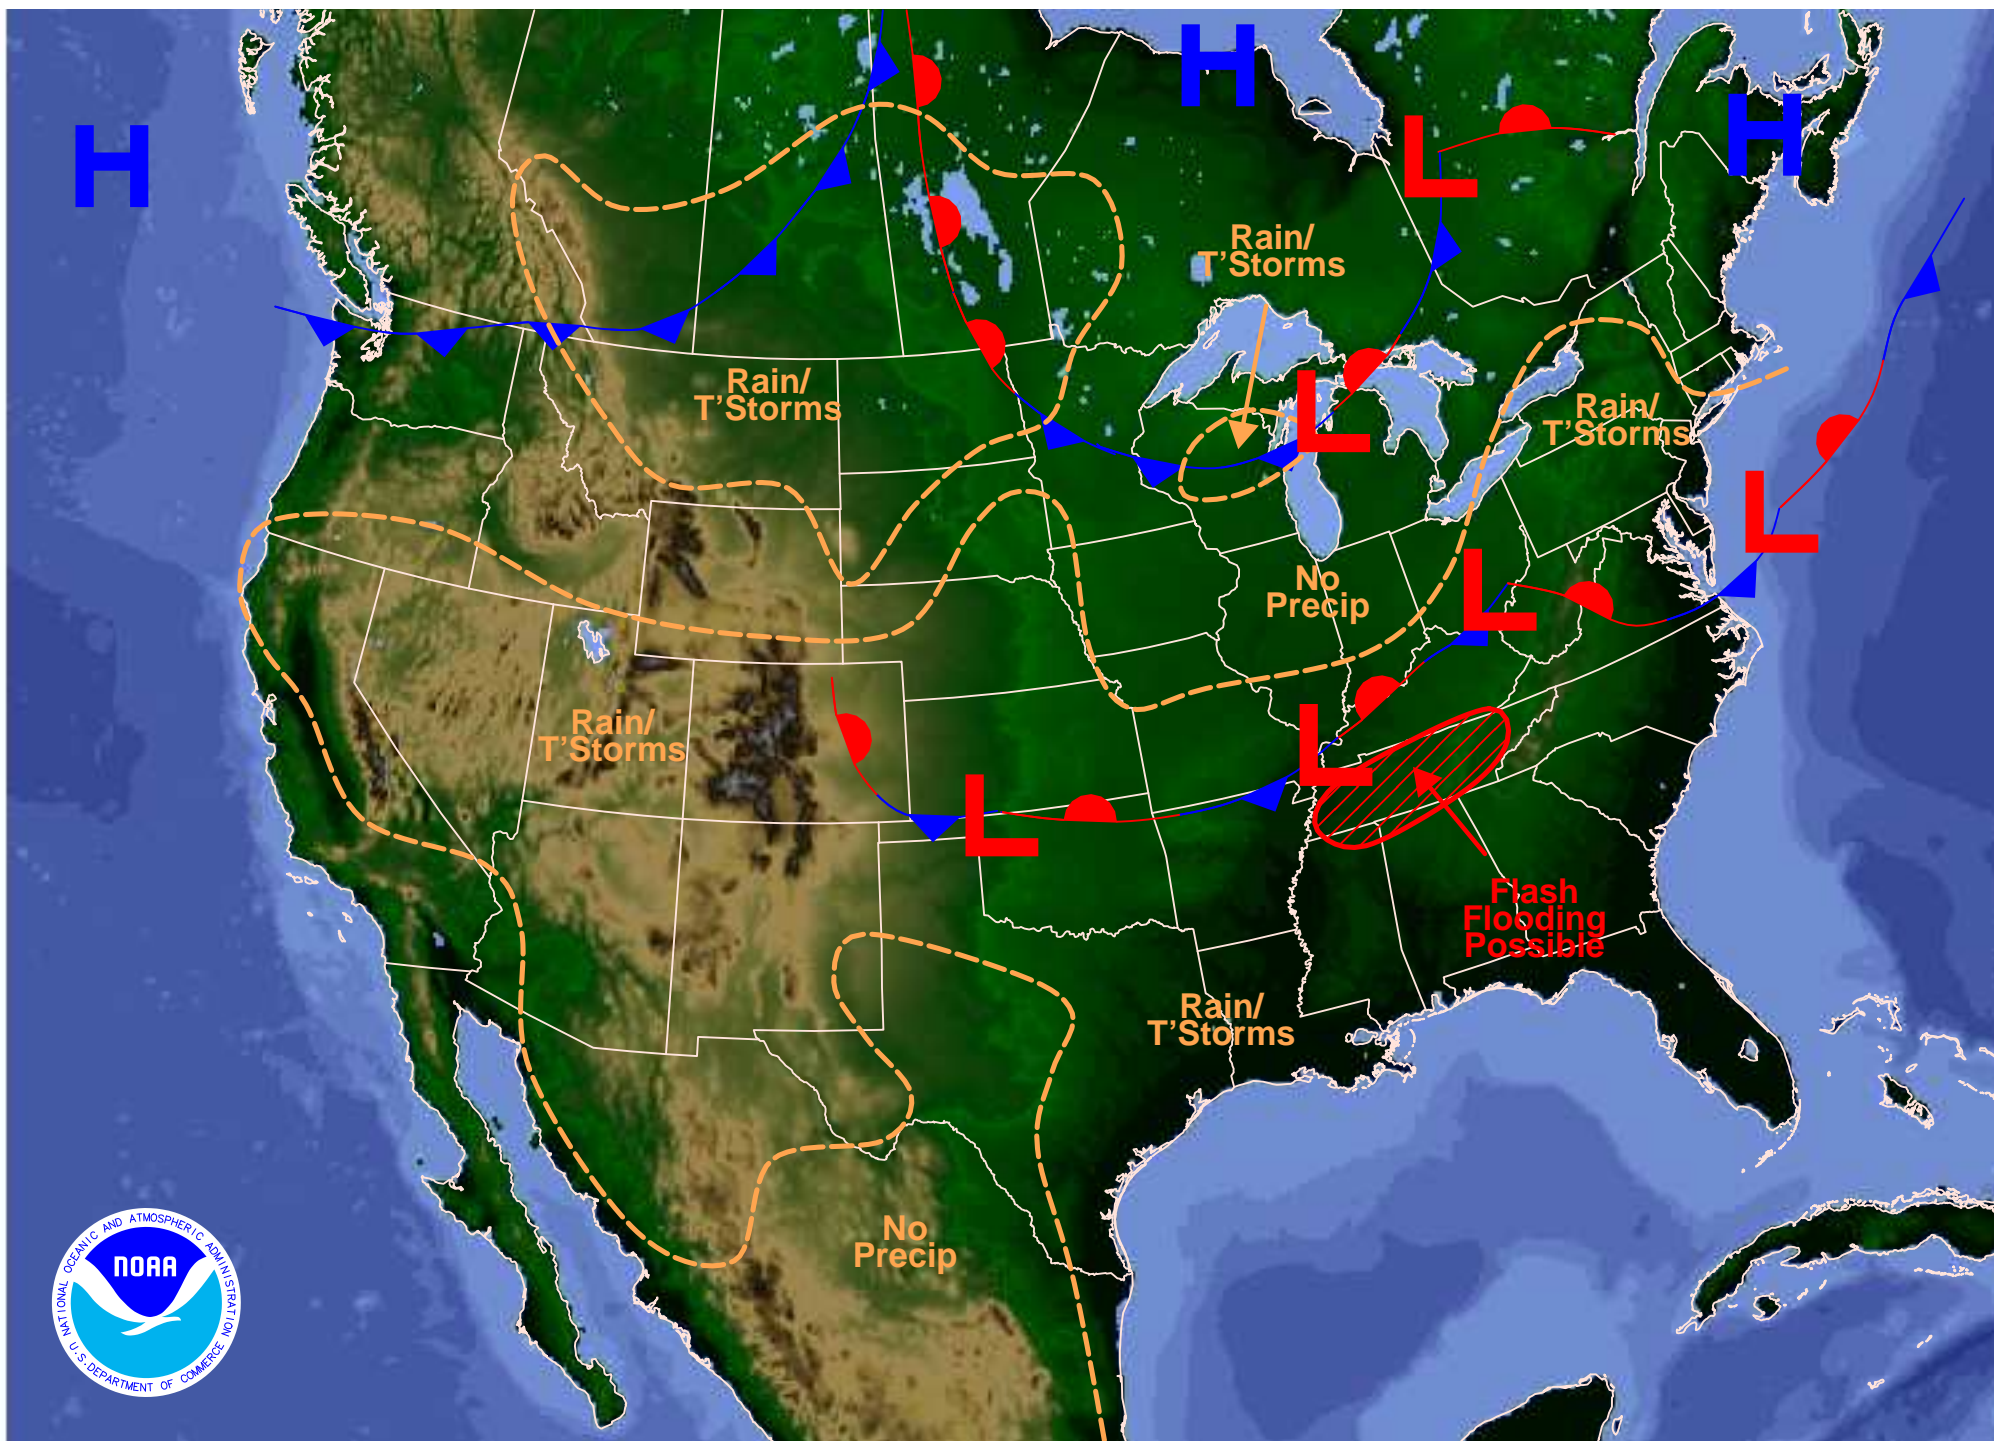 H
H
H
L
Rain/
T'Storms
Rain/
T'Storms
L
Rain/
T'Storms
L
No
Precip
L
Rain/
T'Storms
L
L
Flash
Flooding
Possible
Rain/
T'Storms
No
Precip
NATIONAL OCEANIC AND ATMOSPHERIC ADMINISTRATION
NOAA
U.S. DEPARTMENT OF COMMERCE